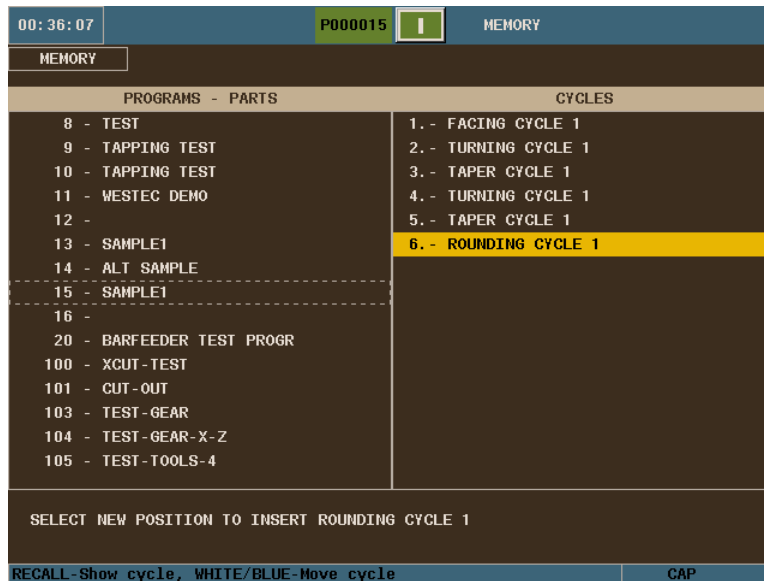 00:36:07 P000015 I MEMORY
MEMORY
PROGRAMS - PARTS
8 - TEST
9 - TAPPING TEST
10 - TAPPING TEST
11 - WESTEC DEMO
12 -
13 - SAMPLE1
14 - ALT SAMPLE
15 - SAMPLE1
16 -
20 - BARFEEDER TEST PROGR
100 - XCUT-TEST
101 - CUT-OUT
103 - TEST-GEAR
104 - TEST-GEAR-X-Z
105 - TEST-TOOLS-4
CYCLES
1.- FACING CYCLE 1
2.- TURNING CYCLE 1
3.- TAPER CYCLE 1
4.- TURNING CYCLE 1
5.- TAPER CYCLE 1
6.- ROUNDING CYCLE 1
SELECT NEW POSITION TO INSERT ROUNDING CYCLE 1
RECALL-Show cycle, WHITE/BLUE-Move cycle CAP